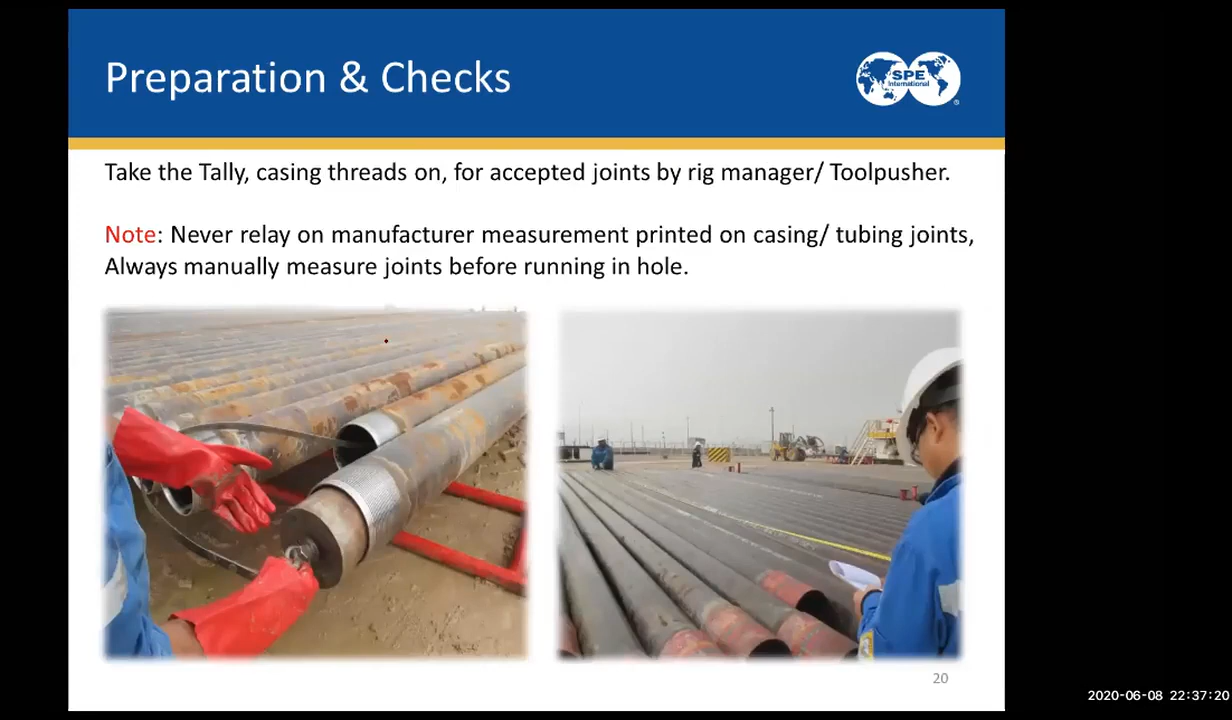 Preparation & Checks
SPE
International
Take the Tally, casing threads on, for accepted joints by rig manager/ Toolpusher.
Note: Never relay on manufacturer measurement printed on casing/ tubing joints,
Always manually measure joints before running in hole.
20
2020-06-08 22:37:20